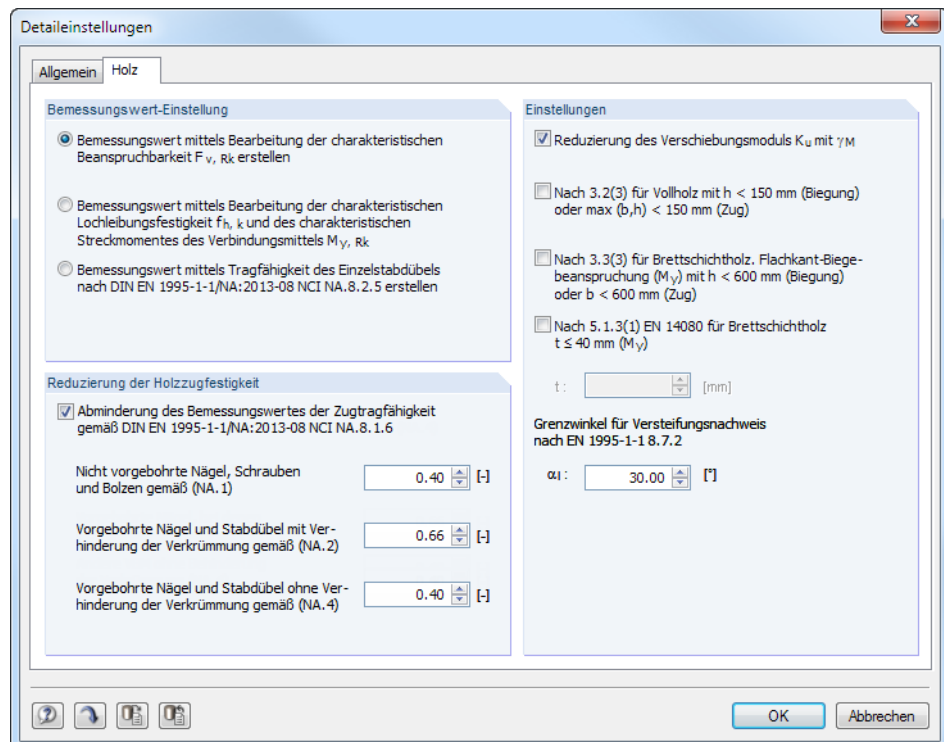 Detaileinstellungen
Allgemein
Holz
Bemessungswert-Einstellung
Bemessungswert mittels Bearbeitung der charakteristischen
Beanspruchbarkeit F v, Rk erstellen
Bemessungswert mittels Bearbeitung der charakteristischen
Lochleibungsfestigkeit f h, k und des charakteristischen
Streckmomentes des Verbindungsmittels M y, Rk
Bemessungswert mittels Tragfähigkeit des Einzelstabdübels
nach DIN EN 1995-1-1/NA:2013-08 NCI NA.8.2.5 erstellen
Reduzierung der Holzzugfestigkeit
Abminderung des Bemessungswertes der Zugtragfähigkeit
gemäß DIN EN 1995-1-1/NA:2013-08 NCI NA.8.1.6
Nicht vorgebohrte Nägel, Schrauben
und Bolzen gemäß (NA.1)
0.40 [-]
Vorgebohrte Nägel und Stabdübel mit Ver-
hinderung der Verkrümmung gemäß (NA.2)
0.66 [-]
Vorgebohrte Nägel und Stabdübel ohne Ver-
hinderung der Verkrümmung gemäß (NA.4)
0.40 [-]
Einstellungen
Reduzierung des Verschiebungsmoduls K u mit γ M
Nach 3.2(3) für Vollholz mit h < 150 mm (Biegung)
oder max (b,h) < 150 mm (Zug)
Nach 3.3(3) für Brettschichtholz. Flachkant-Biege-
beanspruchung (M y) mit h < 600 mm (Biegung)
oder b < 600 mm (Zug)
Nach 5.1.3(1) EN 14080 für Brettschichtholz
t ≤ 40 mm (M y)
t : [mm]
Grenzwinkel für Versteifungsnachweis
nach EN 1995-1-1 8.7.2
α l : 30.00 [°]
OK
Abbrechen